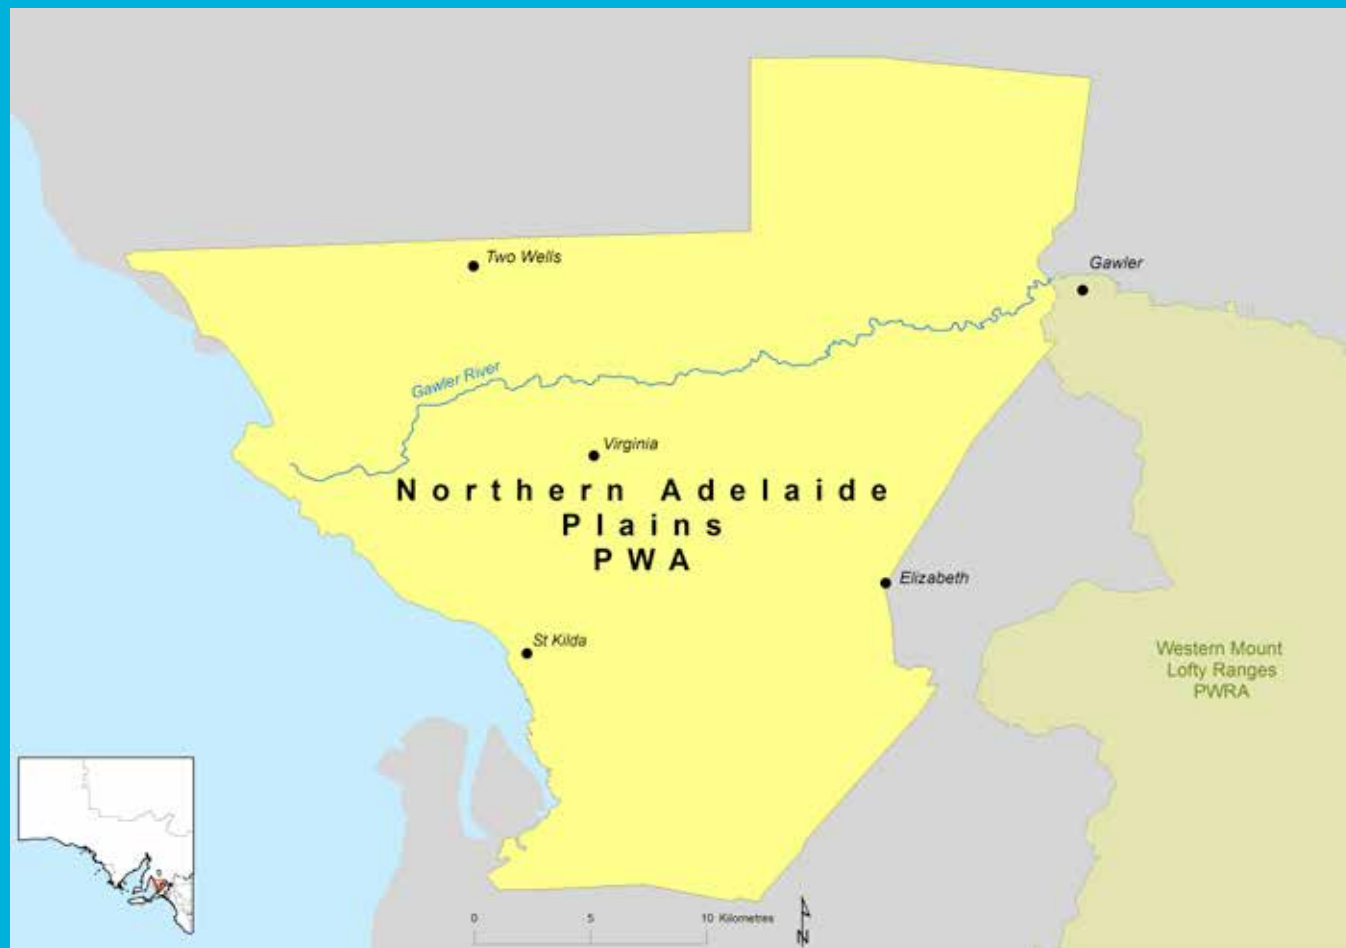 Two Wells
Gawler
Gawler River
Virginia
Northern Adelaide
Plains
PWA
Elizabeth
St Kilda
Western Mount
Lofty Ranges
PWRA
0 5 10 Kilometres
N